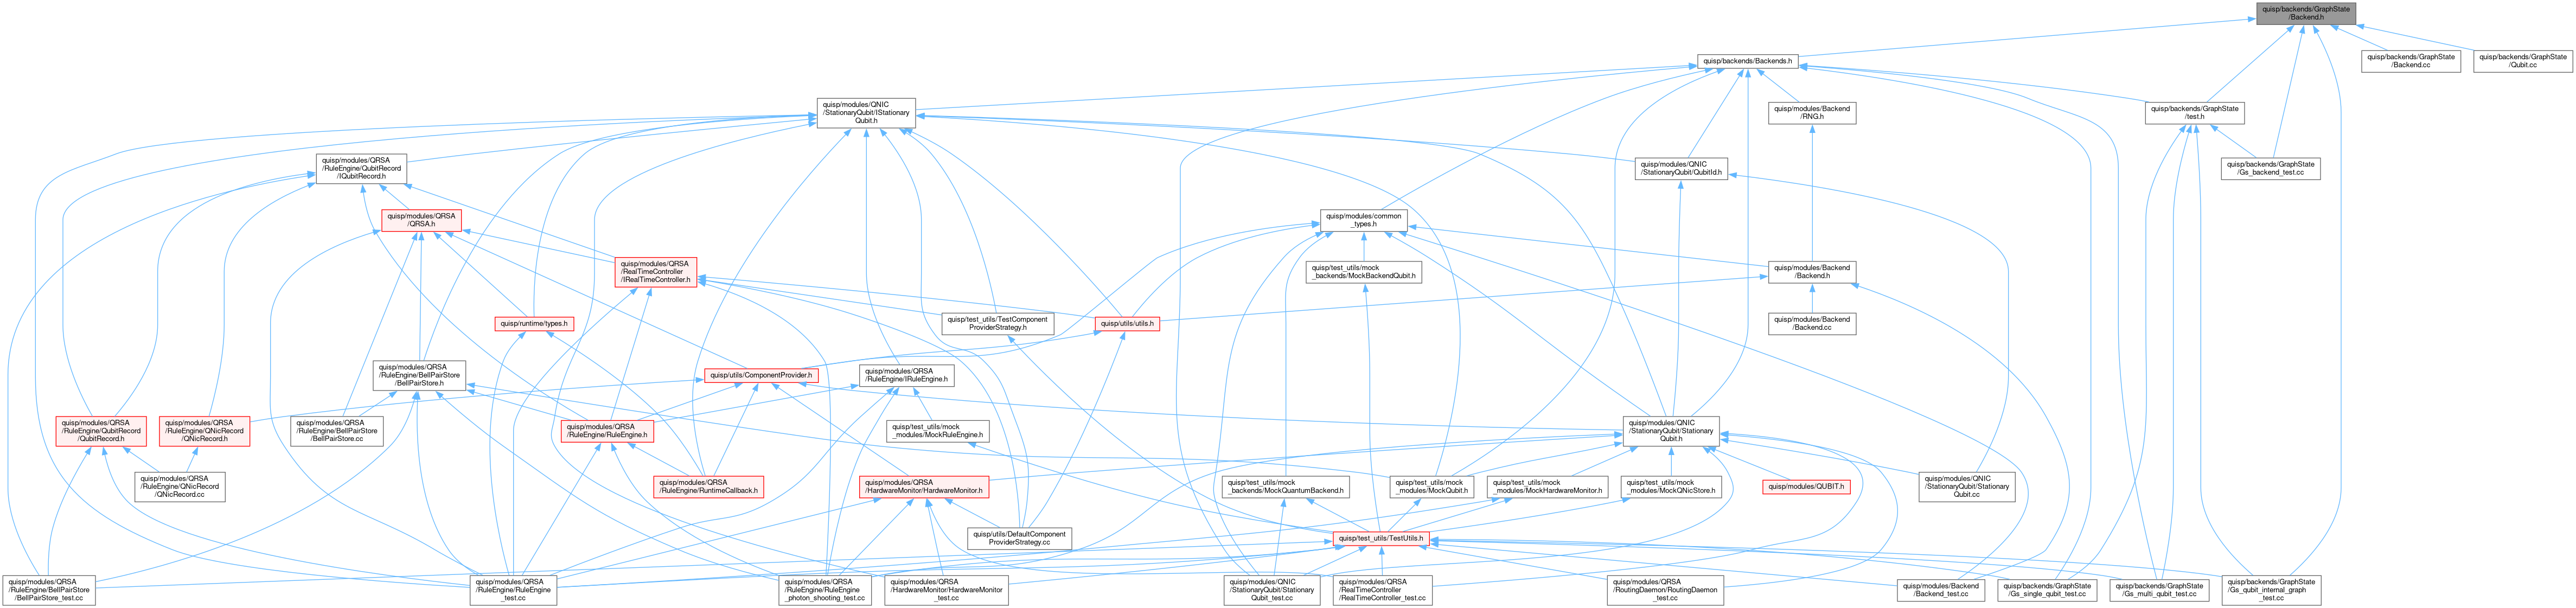 quisp/backends/GraphState
/Backend.h
quisp/backends/Backends.h
quisp/backends/GraphState
/Backend.cc
quisp/backends/GraphState
/Qubit.cc
quisp/modules/QNIC
/StationaryQubit/IStationary
Qubit.h
quisp/modules/Backend
/RNG.h
quisp/backends/GraphState
/test.h
quisp/modules/QRSA
/RuleEngine/QubitRecord
/IQubitRecord.h
quisp/modules/QNIC
/StationaryQubit/QubitId.h
quisp/backends/GraphState
/Gs_backend_test.cc
quisp/modules/QRSA
/QRSA.h
quisp/modules/common
_types.h
quisp/modules/QRSA
/RealTimeController
/IRealTimeController.h
quisp/test_utils/mock
_backends/MockBackendQubit.h
quisp/modules/Backend
/Backend.h
quisp/runtime/types.h
quisp/test_utils/TestComponent
ProviderStrategy.h
quisp/utils/utils.h
quisp/modules/Backend
/Backend.cc
quisp/modules/QRSA
/RuleEngine/BellPairStore
/BellPairStore.h
quisp/utils/ComponentProvider.h
quisp/modules/QRSA
/RuleEngine/IRuleEngine.h
quisp/modules/QRSA
/RuleEngine/QubitRecord
/QubitRecord.h
quisp/modules/QRSA
/RuleEngine/QNicRecord
/QNicRecord.h
quisp/modules/QRSA
/RuleEngine/BellPairStore
/BellPairStore.cc
quisp/modules/QRSA
/RuleEngine/RuleEngine.h
quisp/test_utils/mock
_modules/MockRuleEngine.h
quisp/modules/QNIC
/StationaryQubit/Stationary
Qubit.h
quisp/modules/QRSA
/RuleEngine/QNicRecord
/QNicRecord.cc
quisp/modules/QRSA
/RuleEngine/RuntimeCallback.h
quisp/modules/QRSA
/HardwareMonitor/HardwareMonitor.h
quisp/test_utils/mock
_backends/MockQuantumBackend.h
quisp/test_utils/mock
_modules/MockQubit.h
quisp/test_utils/mock
_modules/MockHardwareMonitor.h
quisp/test_utils/mock
_modules/MockQNicStore.h
quisp/modules/QUBIT.h
quisp/modules/QNIC
/StationaryQubit/Stationary
Qubit.cc
quisp/utils/DefaultComponent
ProviderStrategy.cc
quisp/test_utils/TestUtils.h
quisp/modules/QRSA
/RuleEngine/BellPairStore
/BellPairStore_test.cc
quisp/modules/QRSA
/RuleEngine/RuleEngine
_test.cc
quisp/modules/QRSA
/RuleEngine/RuleEngine
_photon_shooting_test.cc
quisp/modules/QRSA
/HardwareMonitor/HardwareMonitor
_test.cc
quisp/modules/QNIC
/StationaryQubit/Stationary
Qubit_test.cc
quisp/modules/QRSA
/RealTimeController
/RealTimeController_test.cc
quisp/modules/QRSA
/RoutingDaemon/RoutingDaemon
_test.cc
quisp/modules/Backend
/Backend_test.cc
quisp/backends/GraphState
/Gs_single_qubit_test.cc
quisp/backends/GraphState
/Gs_multi_qubit_test.cc
quisp/backends/GraphState
/Gs_qubit_internal_graph
_test.cc